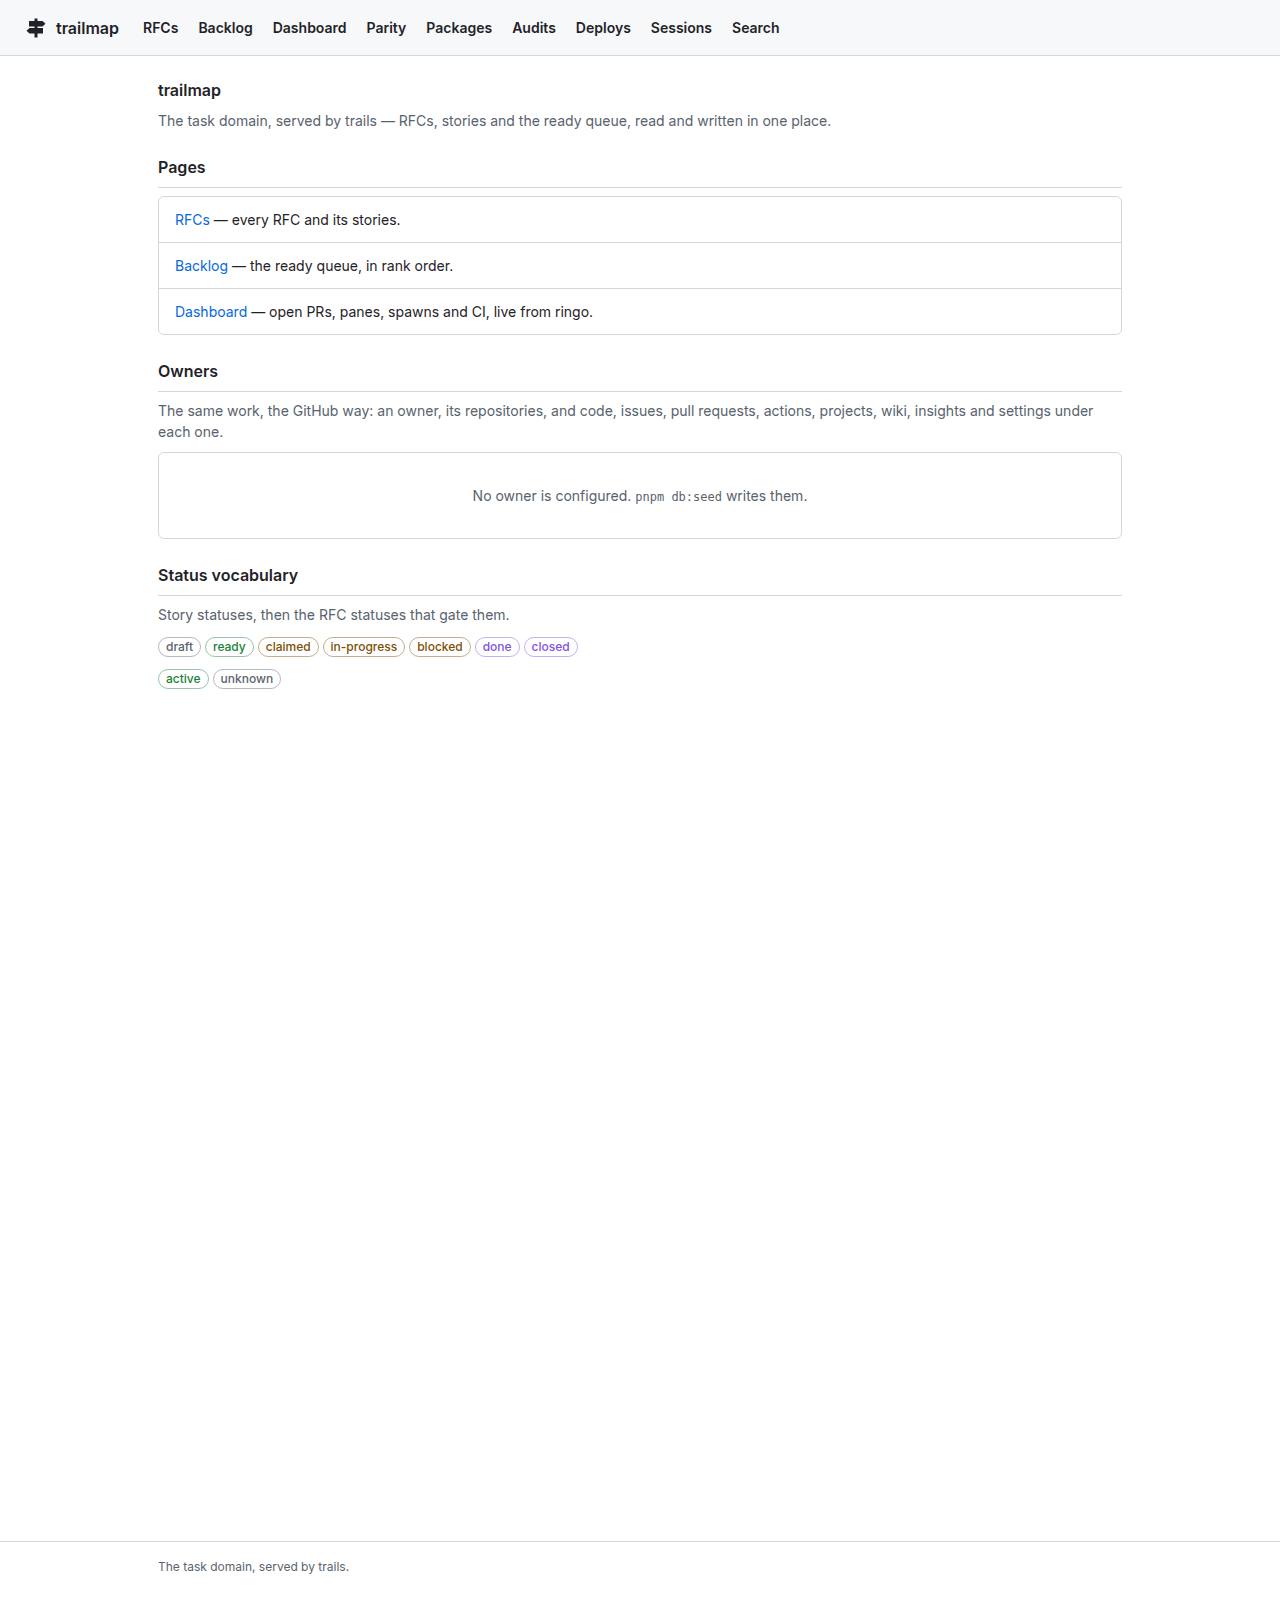 trailmap RFCs Backlog Dashboard Parity Packages Audits Deploys Sessions Search
trailmap
The task domain, served by trails — RFCs, stories and the ready queue, read and written in one place.
Pages
RFCs — every RFC and its stories.
Backlog — the ready queue, in rank order.
Dashboard — open PRs, panes, spawns and CI, live from ringo.
Owners
The same work, the GitHub way: an owner, its repositories, and code, issues, pull requests, actions, projects, wiki, insights and settings under
each one.
No owner is configured. pnpm db:seed writes them.
Status vocabulary
Story statuses, then the RFC statuses that gate them.
draft ready claimed in-progress blocked done closed
active unknown
The task domain, served by trails.